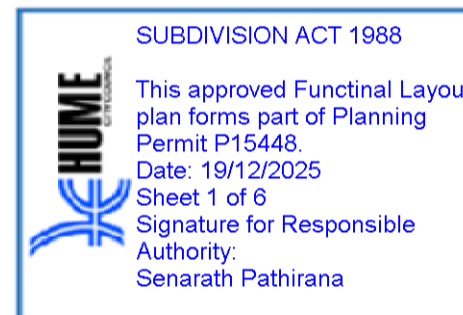 SUBDIVISION ACT 1988
This approved Functinal Layou
plan forms part of Planning
Permit P15448.
Date: 19/12/2025
Sheet 1 of 6
Signature for Responsible
Authority:
Senarath Pathirana
HUME
CITY COUNCIL